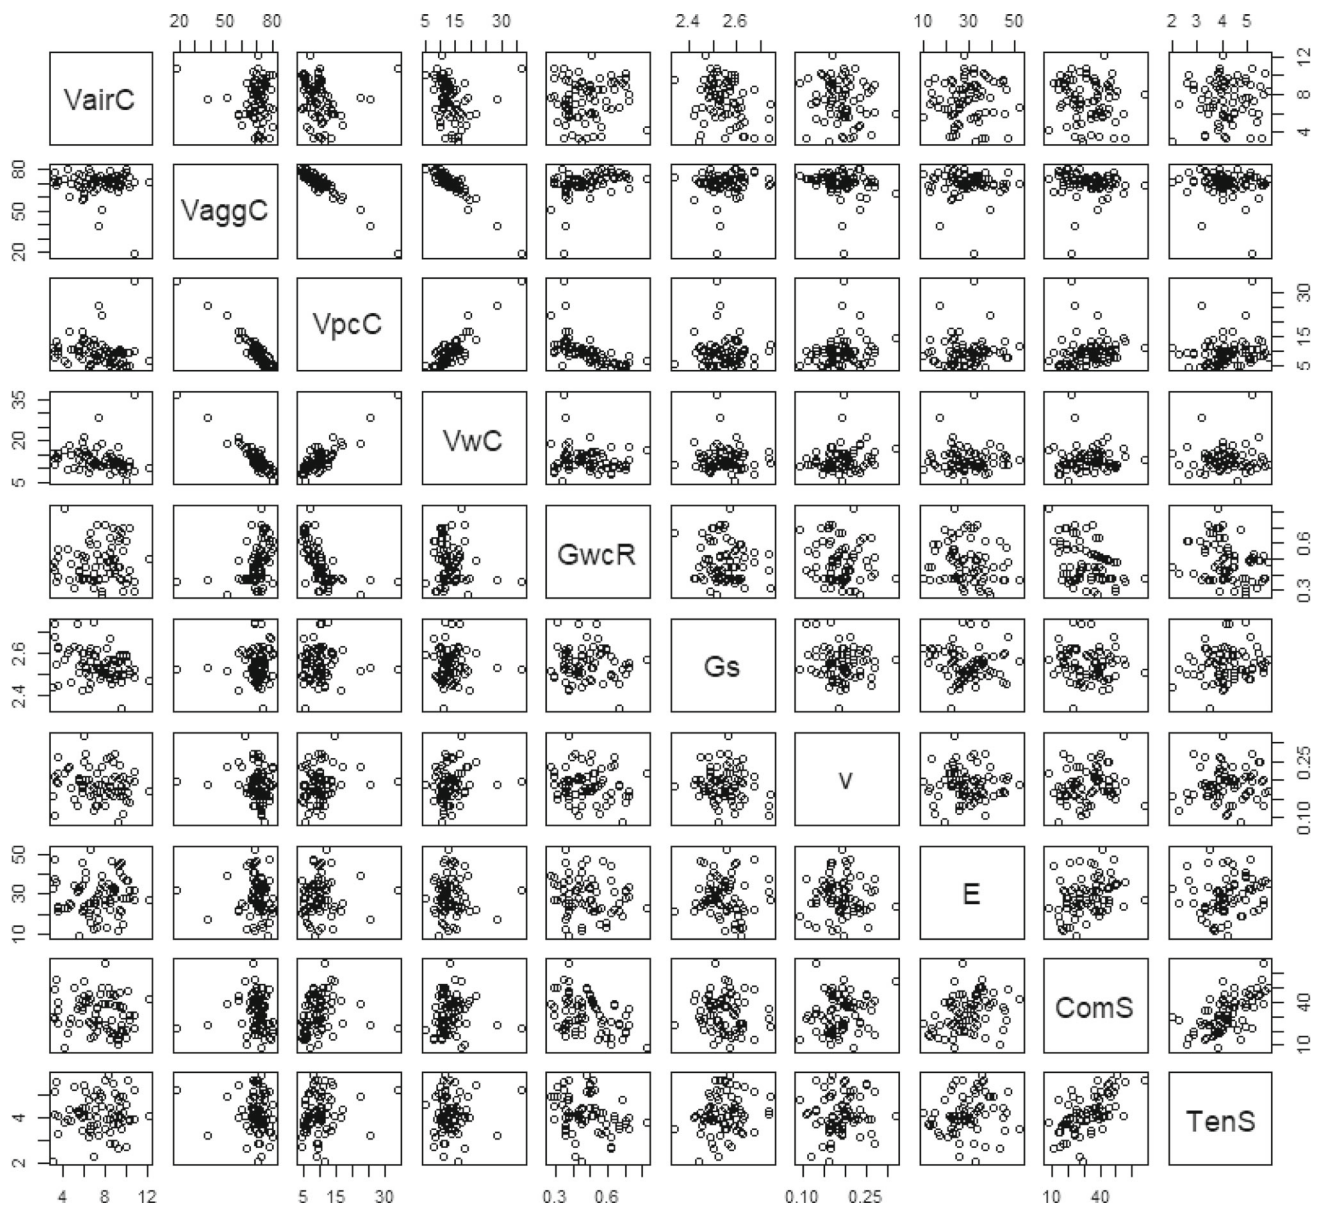 20 50 80 5 15 30 2.4 2.6 10 30 50 2 3 4 5
VairC 4 8 12
20 50 80 VaggC
VpcC 5 15 30
5 20 35 VwC
GwcR 0.3 0.6
2.4 2.6 Gs
v 0.10 0.25
10 30 50 E
ComS 10 40
2 4 TenS
4 8 12 5 15 30 0.3 0.6 0.10 0.25 10 40